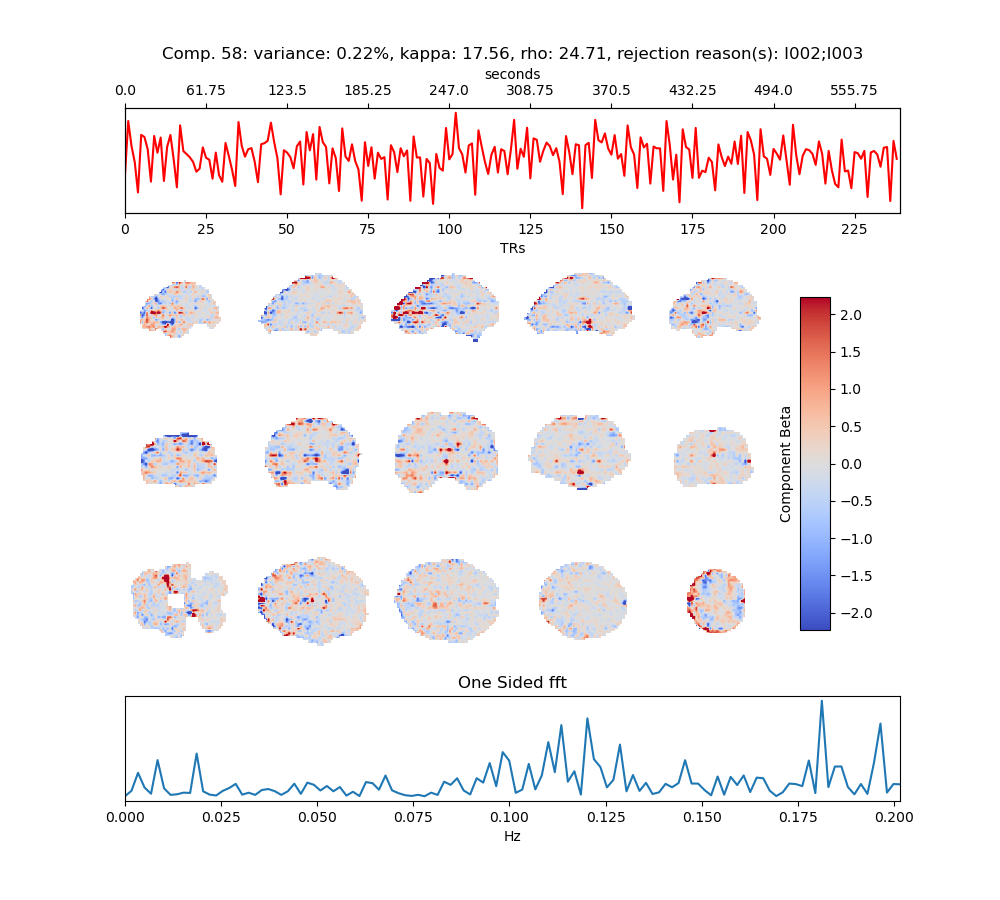 Comp. 58: variance: 0.22%, kappa: 17.56, rho: 24.71, rejection reason(s): I002;I003
seconds
0.0 61.75 123.5 185.25 247.0 308.75 370.5 432.25 494.0 555.75
0 25 50 75 100 125 150 175 200 225
TRs
2.0
1.5
1.0
0.5
0.0
−0.5
−1.0
−1.5
−2.0
Component Beta
One Sided fft
0.000 0.025 0.050 0.075 0.100 0.125 0.150 0.175 0.200
Hz